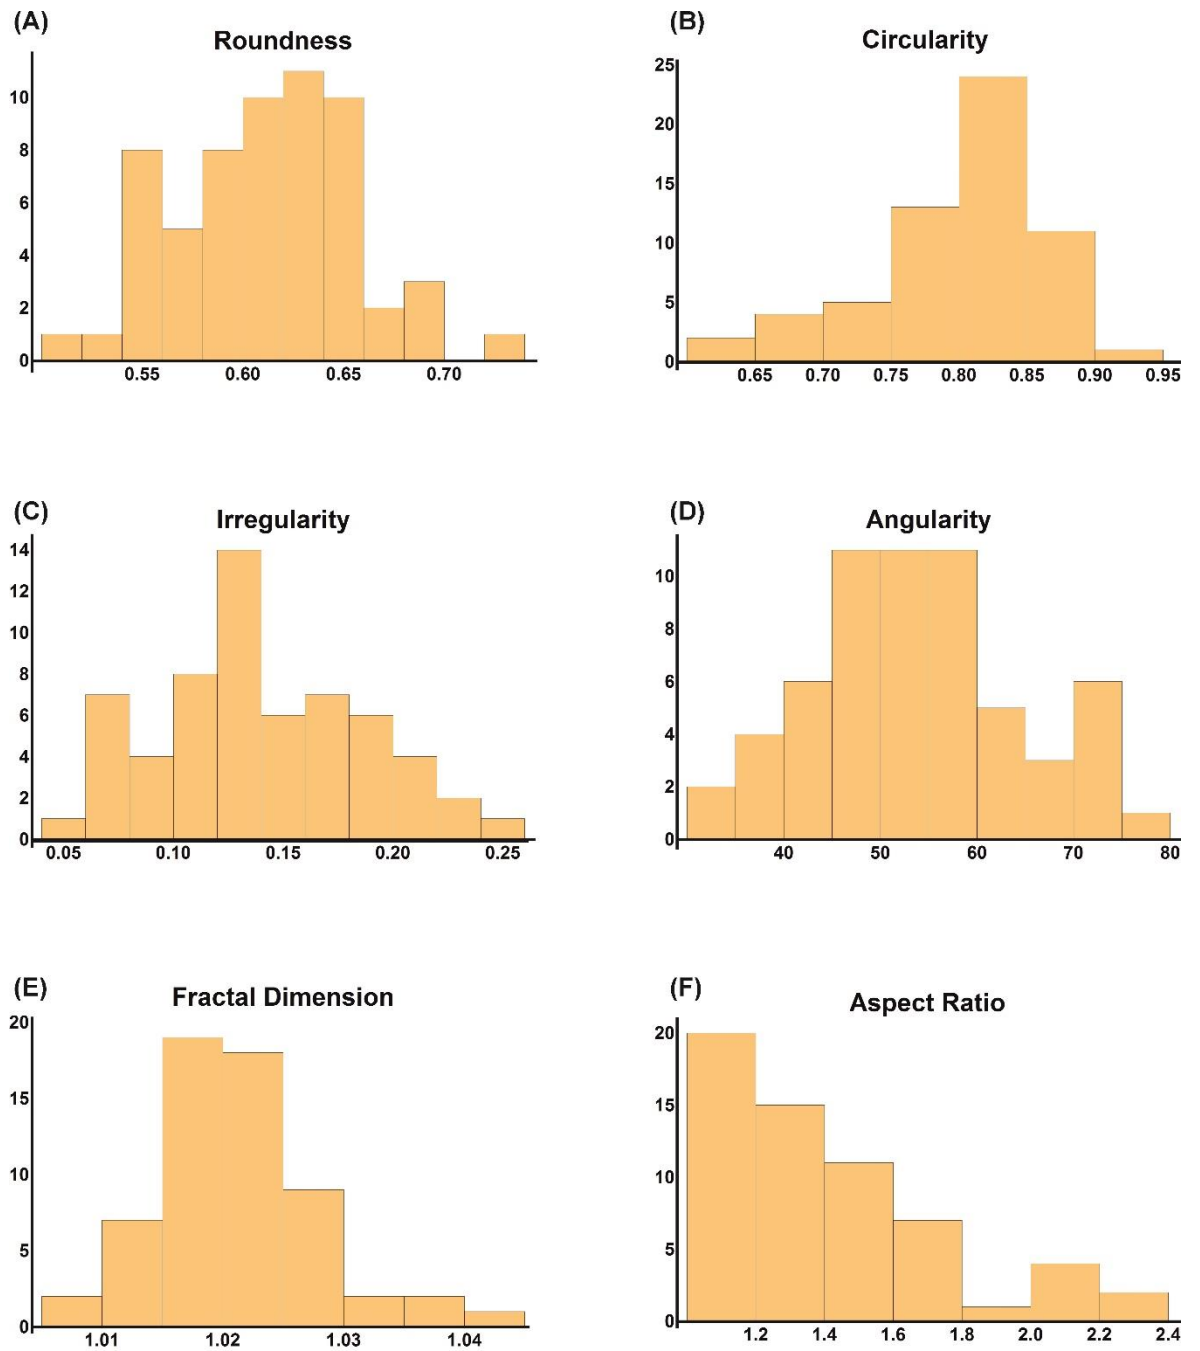 (A)
Roundness
10
8
6
4
2
0
0.55 0.60 0.65 0.70
(B)
Circularity
25
20
15
10
5
0
0.65 0.70 0.75 0.80 0.85 0.90 0.95
(C)
Irregularity
14
12
10
8
6
4
2
0
0.05 0.10 0.15 0.20 0.25
(D)
Angularity
10
8
6
4
2
0
40 50 60 70 80
(E)
Fractal Dimension
20
15
10
5
0
1.01 1.02 1.03 1.04
(F)
Aspect Ratio
20
15
10
5
0
1.2 1.4 1.6 1.8 2.0 2.2 2.4